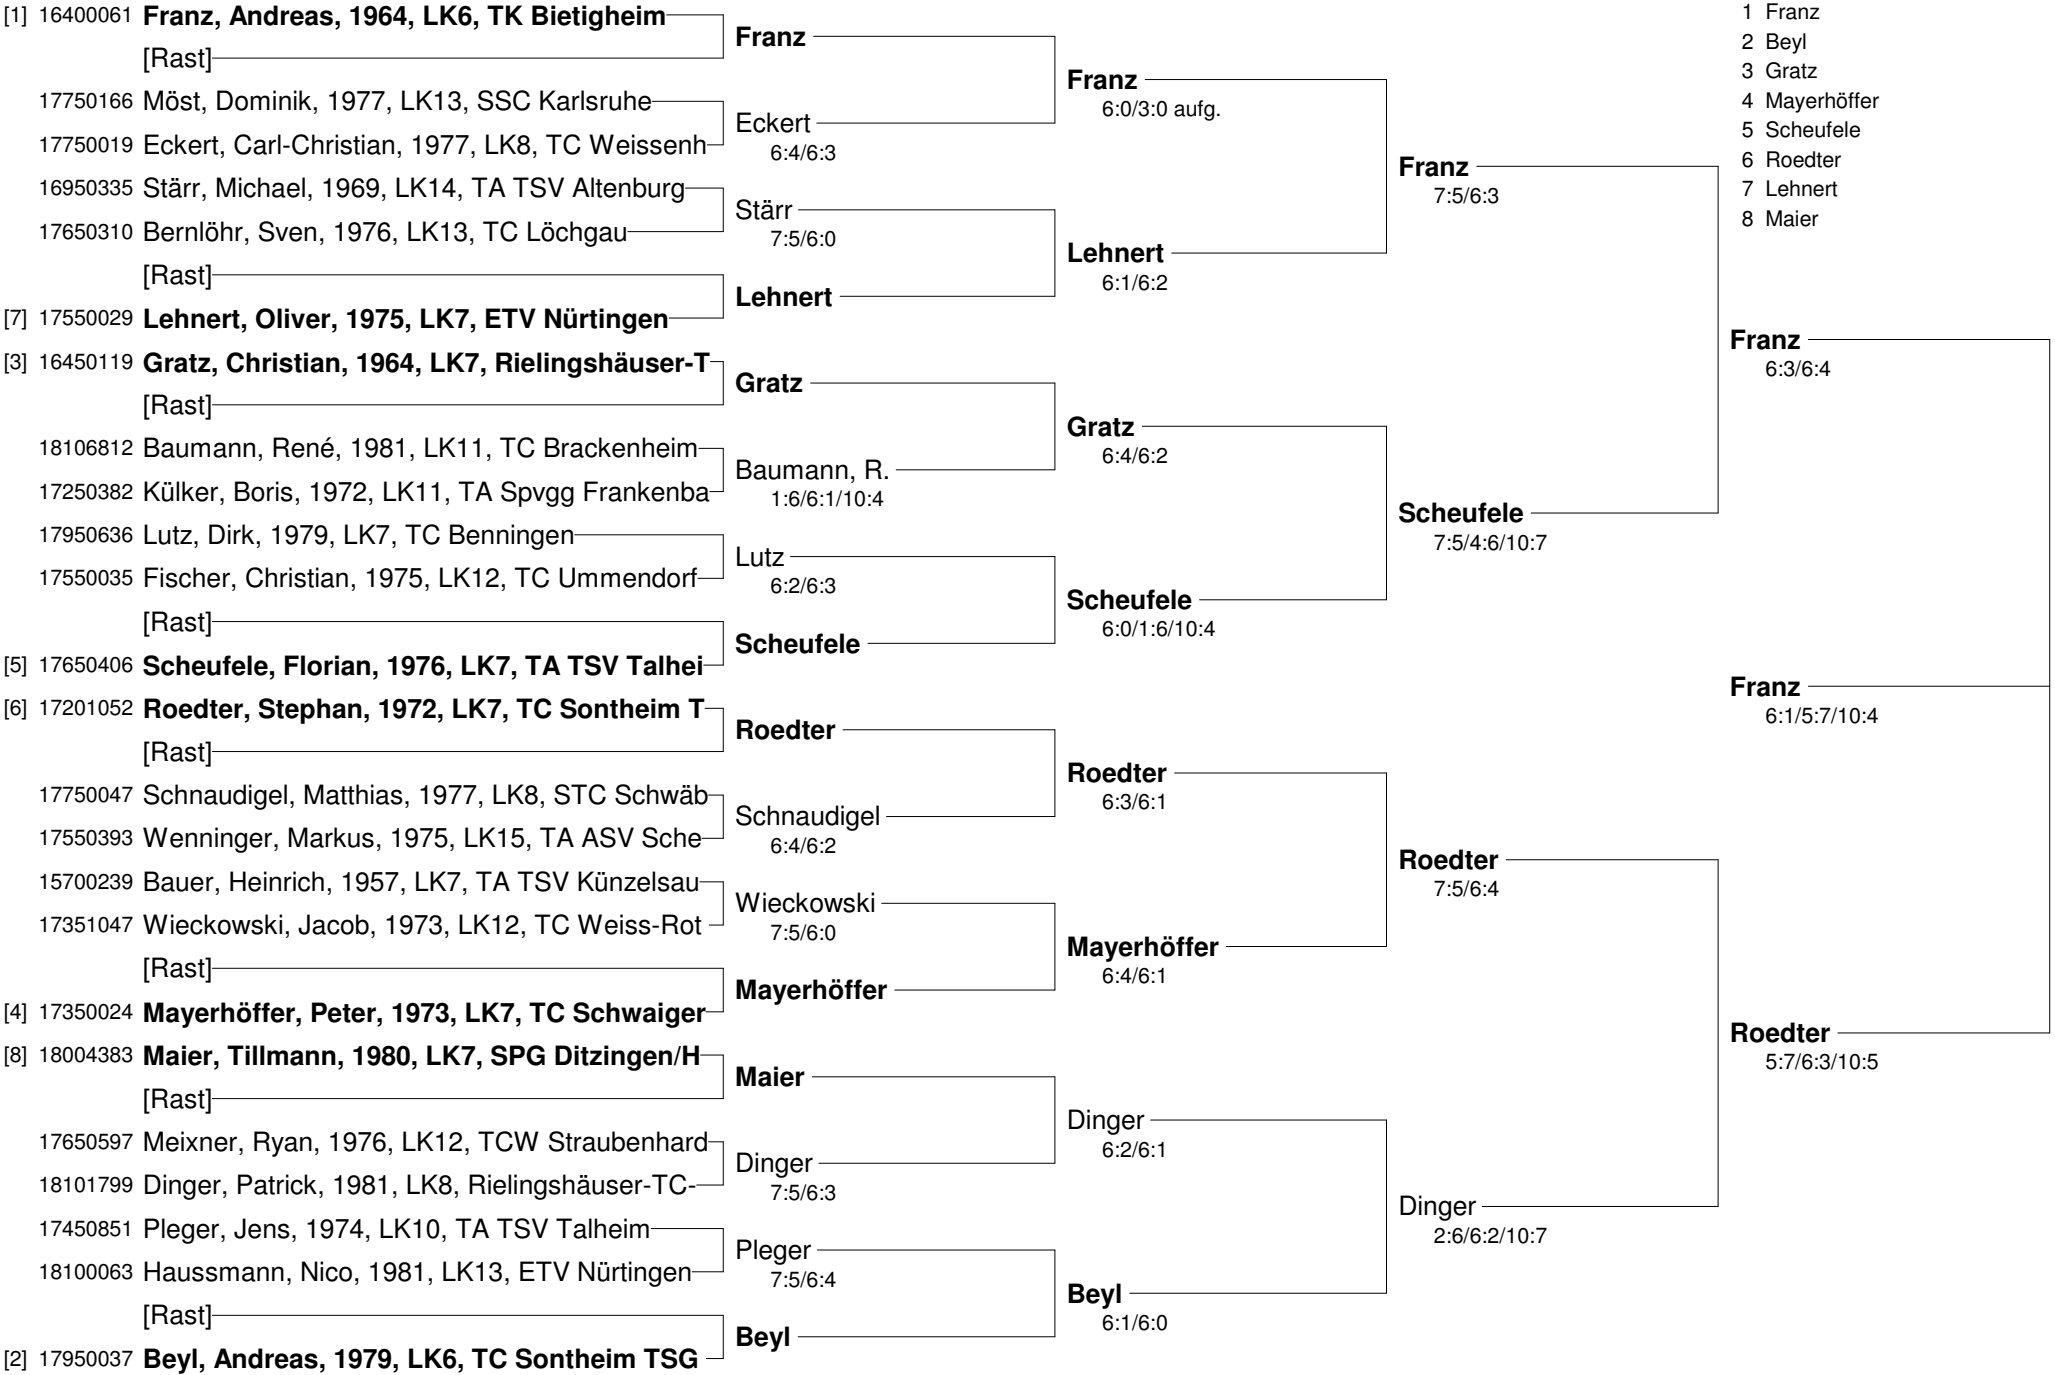 [1] 16400061 Franz, Andreas, 1964, LK6, TK Bietigheim
[Rast]
17750166 Möst, Dominik, 1977, LK13, SSC Karlsruhe
17750019 Eckert, Carl-Christian, 1977, LK8, TC Weissenh
16950335 Stärr, Michael, 1969, LK14, TA TSV Altenburg
17650310 Bernlöhr, Sven, 1976, LK13, TC Löchgau
[Rast]
[7] 17550029 Lehnert, Oliver, 1975, LK7, ETV Nürtingen
[3] 16450119 Gratz, Christian, 1964, LK7, Rielingshäuser-T
[Rast]
18106812 Baumann, René, 1981, LK11, TC Brackenheim
17250382 Külker, Boris, 1972, LK11, TA Spvgg Frankenba
17950636 Lutz, Dirk, 1979, LK7, TC Benningen
17550035 Fischer, Christian, 1975, LK12, TC Ummendorf
[Rast]
[5] 17650406 Scheufele, Florian, 1976, LK7, TA TSV Talhei
[6] 17201052 Roedter, Stephan, 1972, LK7, TC Sontheim T
[Rast]
17750047 Schnaudigel, Matthias, 1977, LK8, STC Schwäb
17550393 Wenninger, Markus, 1975, LK15, TA ASV Sche
15700239 Bauer, Heinrich, 1957, LK7, TA TSV Künzelsau
17351047 Wieckowski, Jacob, 1973, LK12, TC Weiss-Rot
[Rast]
[4] 17350024 Mayerhöffer, Peter, 1973, LK7, TC Schwaiger
[8] 18004383 Maier, Tillmann, 1980, LK7, SPG Ditzingen/H
[Rast]
17650597 Meixner, Ryan, 1976, LK12, TCW Straubenhard
18101799 Dinger, Patrick, 1981, LK8, Rielingshäuser-TC-
17450851 Pleger, Jens, 1974, LK10, TA TSV Talheim
18100063 Haussmann, Nico, 1981, LK13, ETV Nürtingen
[Rast]
[2] 17950037 Beyl, Andreas, 1979, LK6, TC Sontheim TSG
Franz
Eckert
6:4/6:3
Stärr
7:5/6:0
Lehnert
Gratz
Baumann, R.
1:6/6:1/10:4
Lutz
6:2/6:3
Scheufele
Roedter
Schnaudigel
6:4/6:2
Wieckowski
7:5/6:0
Mayerhöffer
Maier
Dinger
7:5/6:3
Pleger
7:5/6:4
Beyl
Franz
6:0/3:0 aufg.
Lehnert
6:1/6:2
Gratz
6:4/6:2
Scheufele
6:0/1:6/10:4
Roedter
6:3/6:1
Mayerhöffer
6:4/6:1
Dinger
6:2/6:1
Beyl
6:1/6:0
Franz
7:5/6:3
Scheufele
7:5/4:6/10:7
Roedter
7:5/6:4
Dinger
2:6/6:2/10:7
1 Franz
2 Beyl
3 Gratz
4 Mayerhöffer
5 Scheufele
6 Roedter
7 Lehnert
8 Maier
Franz
6:3/6:4
Franz
6:1/5:7/10:4
Roedter
5:7/6:3/10:5